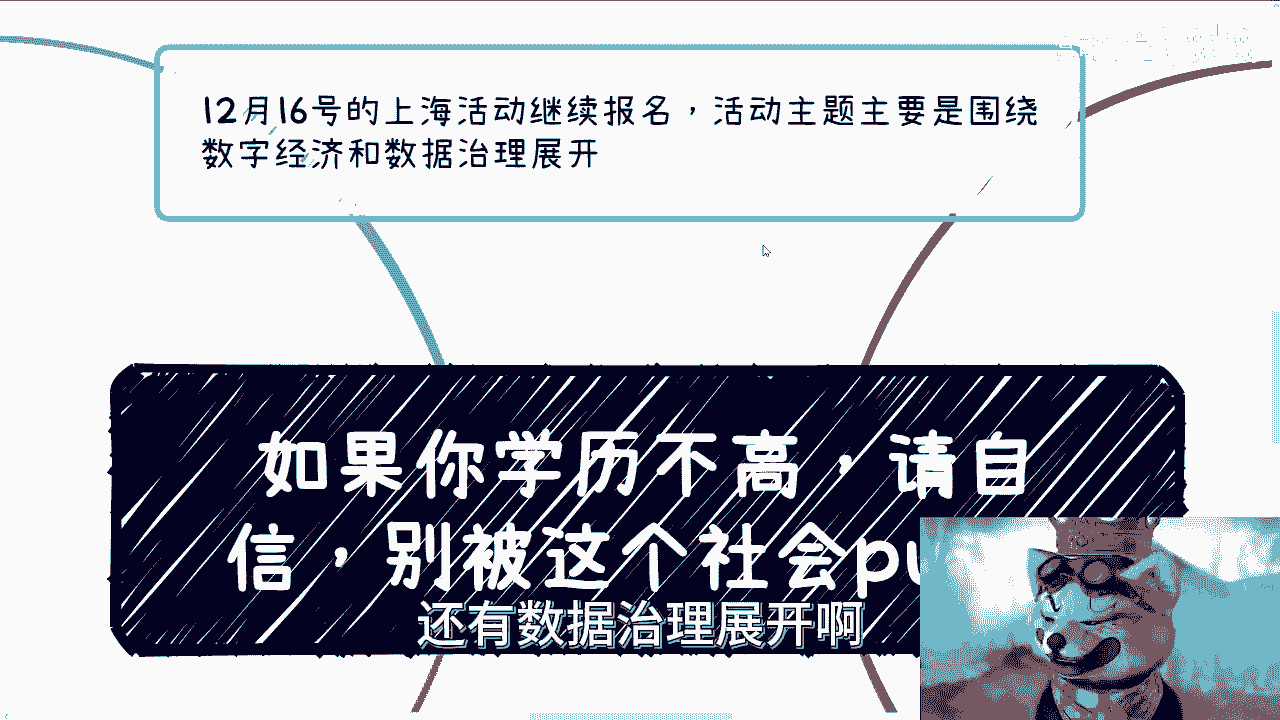 12月16号的上海活动继续报名，活动主题主要是围绕
数字经济和数据治理展开
如果你学历不高，请自
信，别被这个社会pu
还有数据治理展开啊